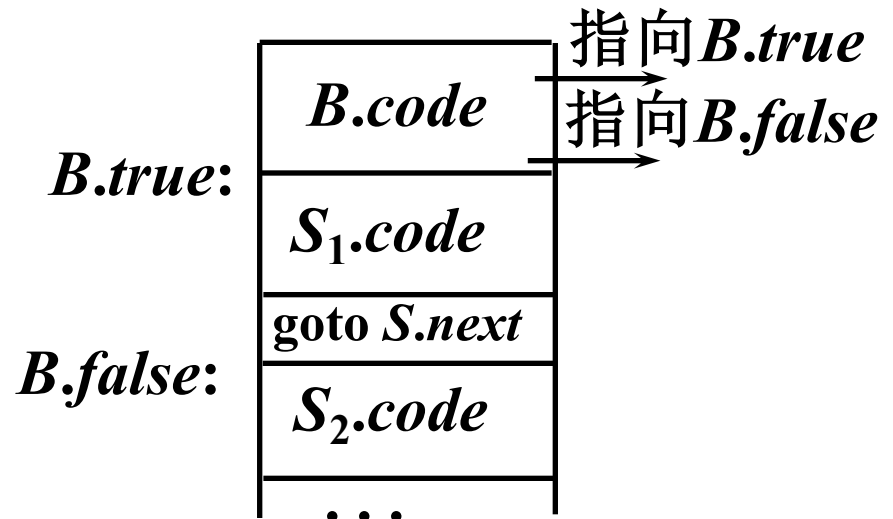 指向B.true
B.code
指向B.false
B.true:
S₁.code
goto S.next
B.false:
S₂.code
...